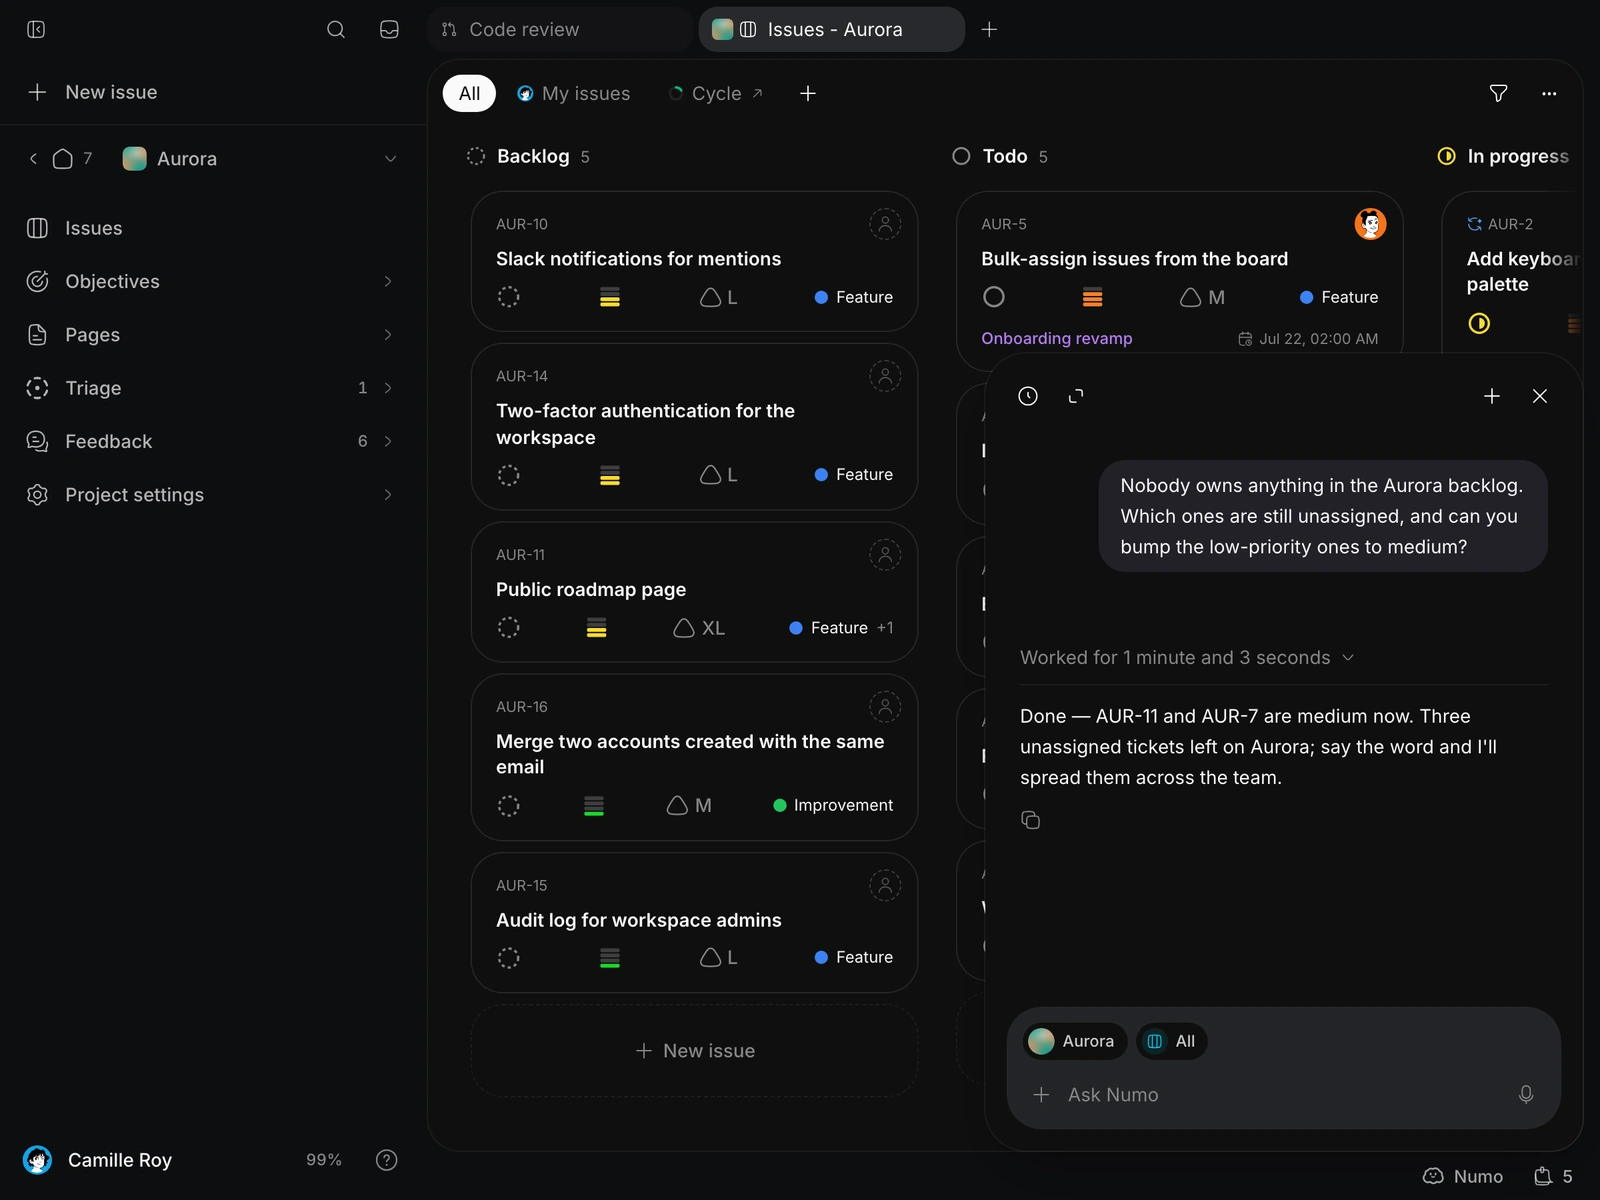 Code review
Issues - Aurora
New issue
7
Aurora
Issues
Objectives
Pages
Triage 1
Feedback 6
Project settings
Camille Roy
99%
All
My issues
Cycle
Backlog 5
AUR-10
Slack notifications for mentions
L
Feature
AUR-14
Two-factor authentication for the
workspace
L
Feature
AUR-11
Public roadmap page
XL
Feature +1
AUR-16
Merge two accounts created with the same
email
M
Improvement
AUR-15
Audit log for workspace admins
L
Feature
New issue
Todo 5
AUR-5
Bulk-assign issues from the board
M
Feature
Onboarding revamp
Jul 22, 02:00 AM
In progress
AUR-2
Add keyboar
palette
Nobody owns anything in the Aurora backlog.
Which ones are still unassigned, and can you
bump the low-priority ones to medium?
Worked for 1 minute and 3 seconds
Done — AUR-11 and AUR-7 are medium now. Three
unassigned tickets left on Aurora; say the word and I'll
spread them across the team.
Aurora
All
Ask Numo
Numo
5